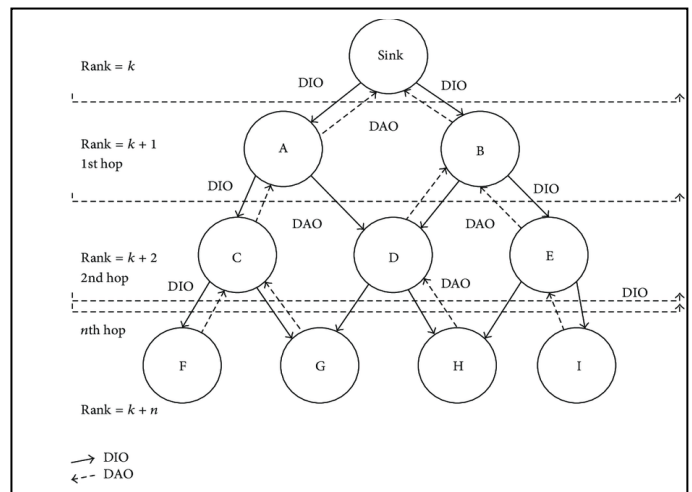 Sink
Rank = k
DIO
DIO
DAO
Rank = k + 1
1st hop
A
B
DIO
DIO
DAO
DAO
Rank = k + 2
2nd hop
C
D
E
DIO
DAO
DIO
nth hop
F
G
H
I
Rank = k + n
DIO
DAO